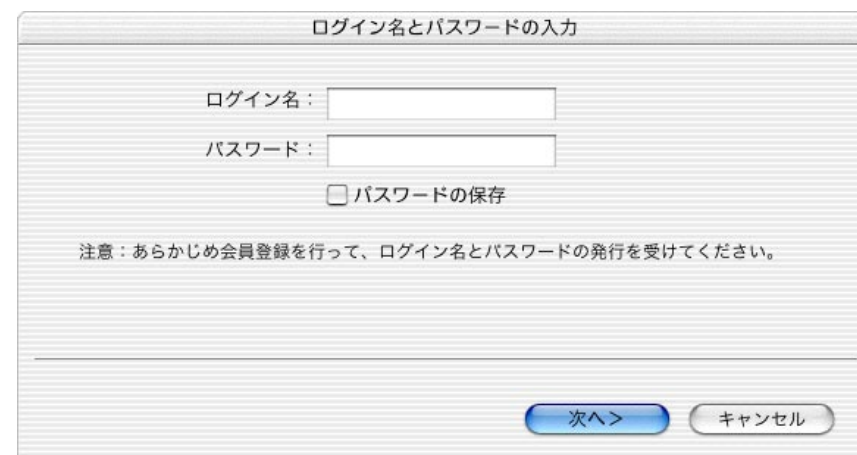 ログイン名とパスワードの入力
ログイン名：
パスワード：
パスワードの保存
注意：あらかじめ会員登録を行って、ログイン名とパスワードの発行を受けてください。
次へ＞
キャンセル